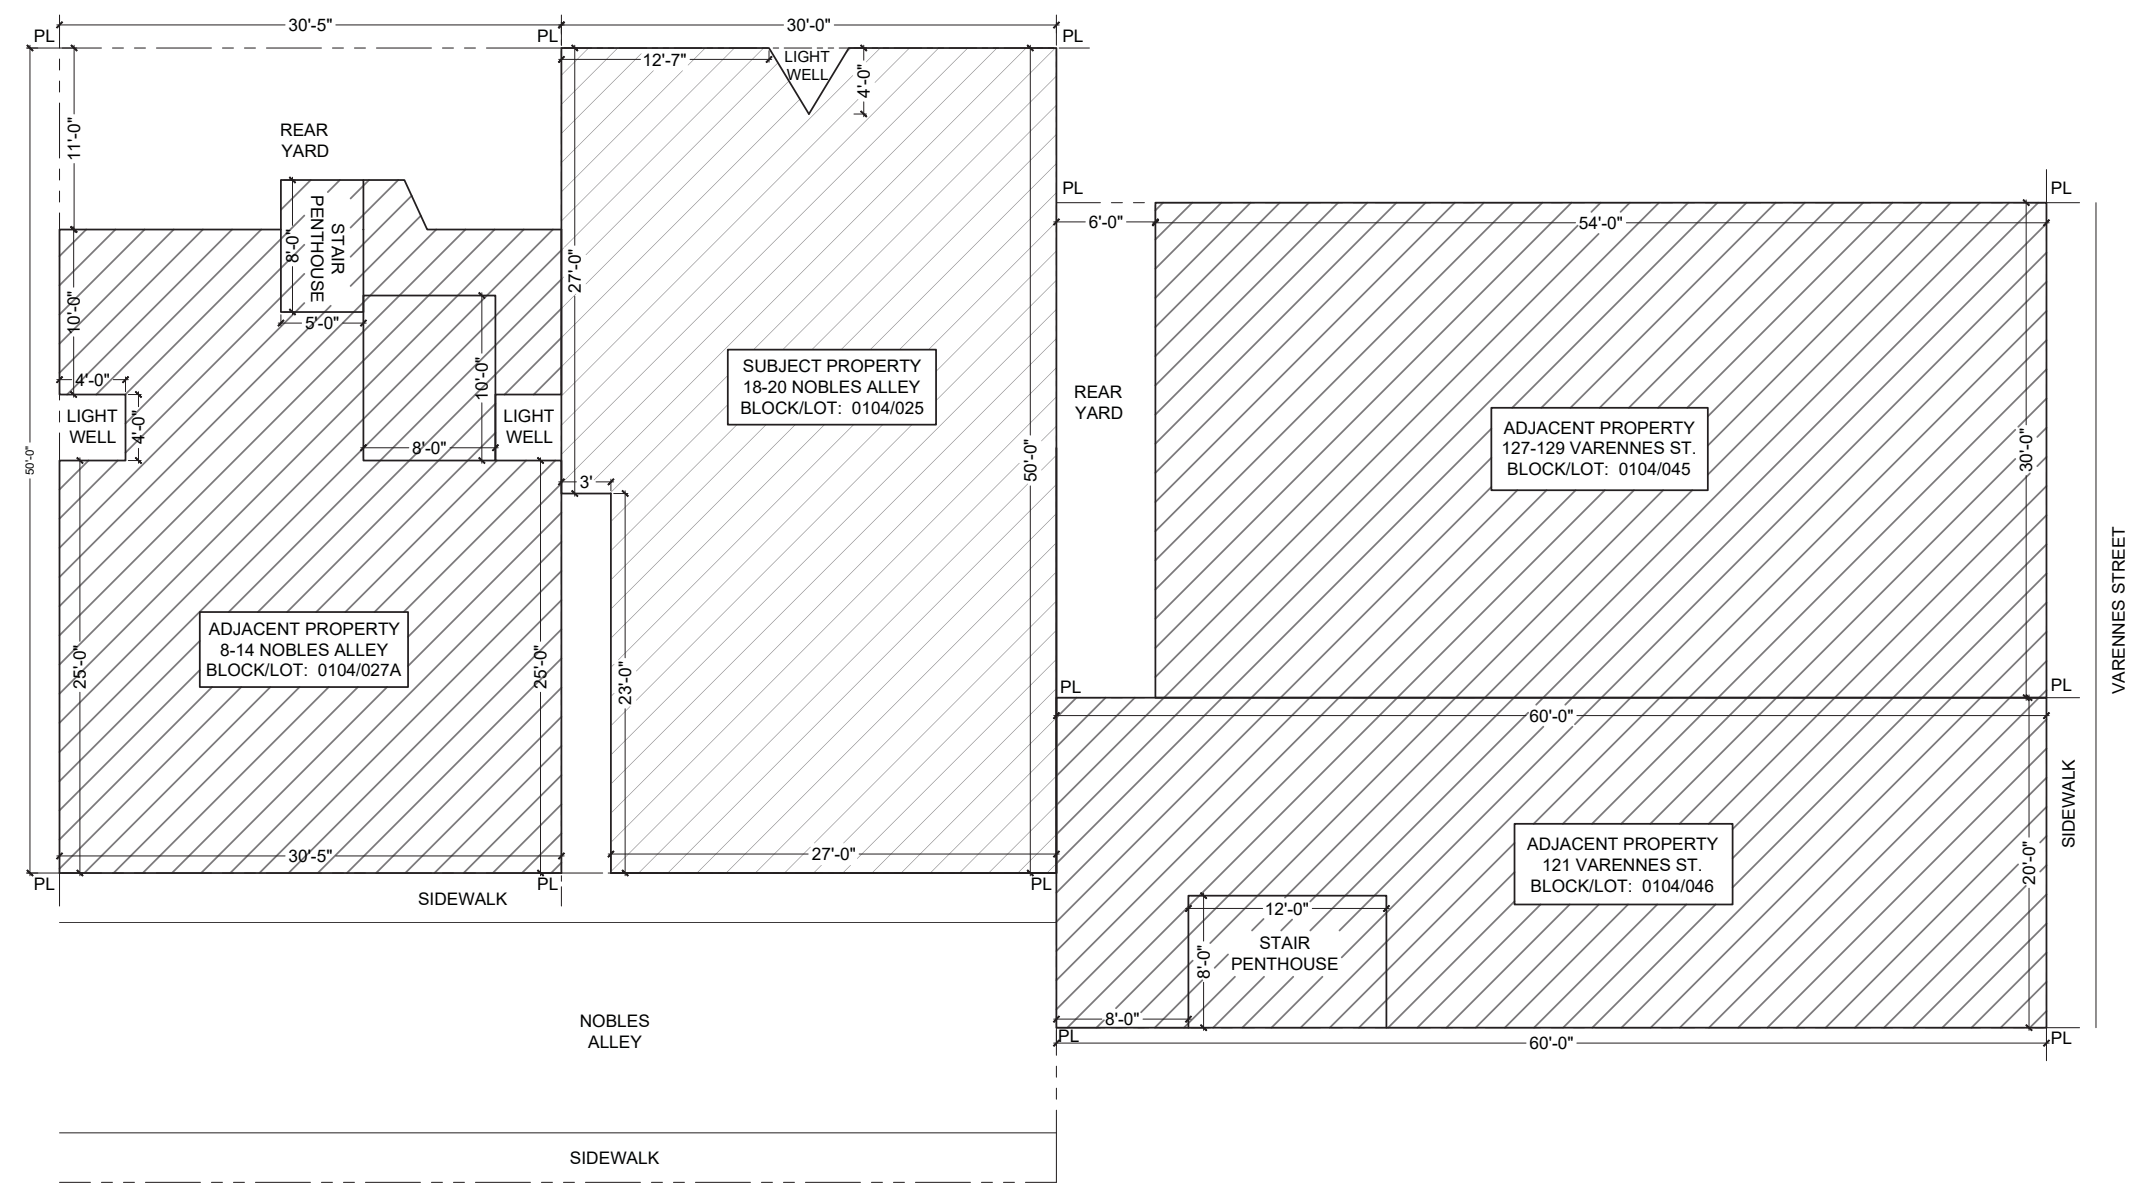 30'-5"
30'-0"
PL
PL
PL
12'-7"
LIGHT
WELL
4'-0"
11'-0"
REAR
YARD
PL
PL
STAIR
PENTHOUSE
8'-0"
6'-0"
54'-0"
27'-0"
10'-0"
5'-0"
10'-0"
SUBJECT PROPERTY
18-20 NOBLES ALLEY
BLOCK/LOT: 0104/025
4'-0"
LIGHT
WELL
4'-0"
8'-0"
LIGHT
WELL
REAR
YARD
ADJACENT PROPERTY
127-129 VARENNES ST.
BLOCK/LOT: 0104/045
30'-0"
50'-0"
50'-0"
3'
VARENNES STREET
ADJACENT PROPERTY
8-14 NOBLES ALLEY
BLOCK/LOT: 0104/027A
25'-0"
25'-0"
23'-0"
PL
PL
60'-0"
SIDEWALK
30'-5"
27'-0"
ADJACENT PROPERTY
121 VARENNES ST.
BLOCK/LOT: 0104/046
20'-0"
PL
PL
PL
SIDEWALK
12'-0"
STAIR
PENTHOUSE
8'-0"
8'-0"
NOBLES
ALLEY
PL
60'-0"
PL
SIDEWALK